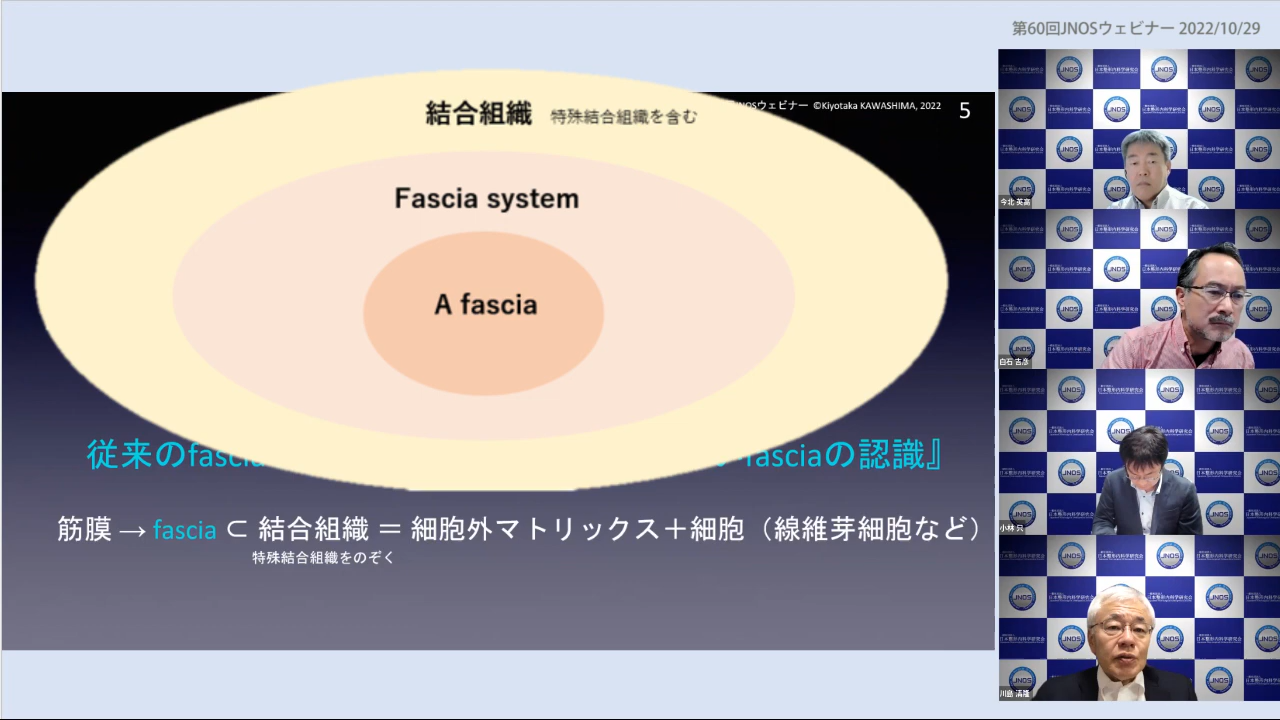 第60回JNOSウェビナー 2022/10/29
JNOSウェビナー ©Kiyotaka KAWASHIMA, 2022
5
結合組織 特殊結合組織を含む
Fascia system
A fascia
従来のfascia
fasciaの認識』
筋膜 → fascia ⊂ 結合組織 = 細胞外マトリックス+細胞（線維芽細胞など）
特殊結合組織をのぞく
今北 英高
白石 吉彦
小林 只
川島 清隆
JNOS